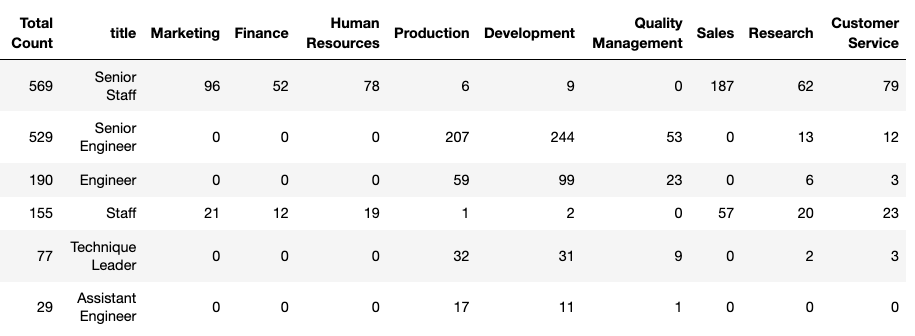 Total Count title Marketing Finance Human Resources Production Development Quality Management Sales Research Customer Service
569 Senior Staff 96 52 78 6 9 0 187 62 79
529 Senior Engineer 0 0 0 207 244 53 0 13 12
190 Engineer 0 0 0 59 99 23 0 6 3
155 Staff 21 12 19 1 2 0 57 20 23
77 Technique Leader 0 0 0 32 31 9 0 2 3
29 Assistant Engineer 0 0 0 17 11 1 0 0 0